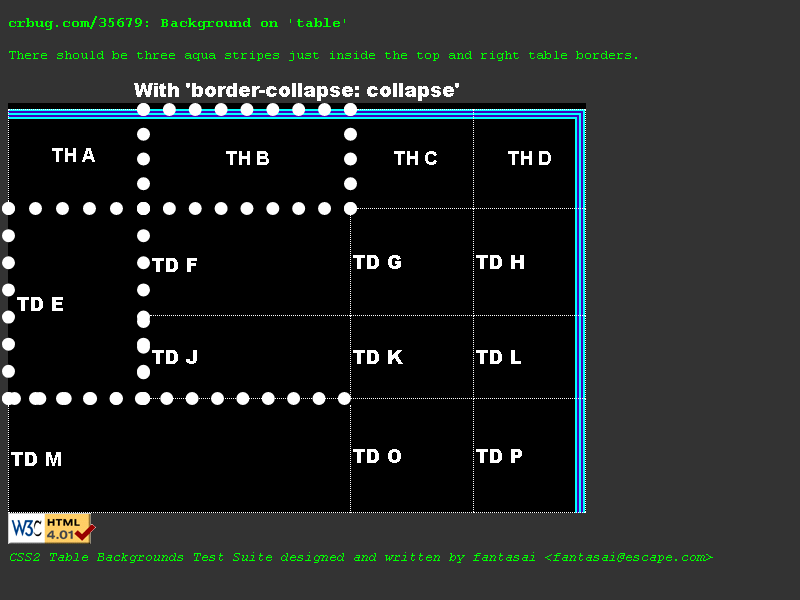 crbug.com/35679: Background on 'table'
There should be three aqua stripes just inside the top and right table borders.
With 'border-collapse: collapse'
TH A TH B TH C TH D
TD E TD F TD G TD H
TD J TD K TD L
TD M TD O TD P
W3C HTML 4.01
CSS2 Table Backgrounds Test Suite designed and written by fantasai <fantasai@escape.com>